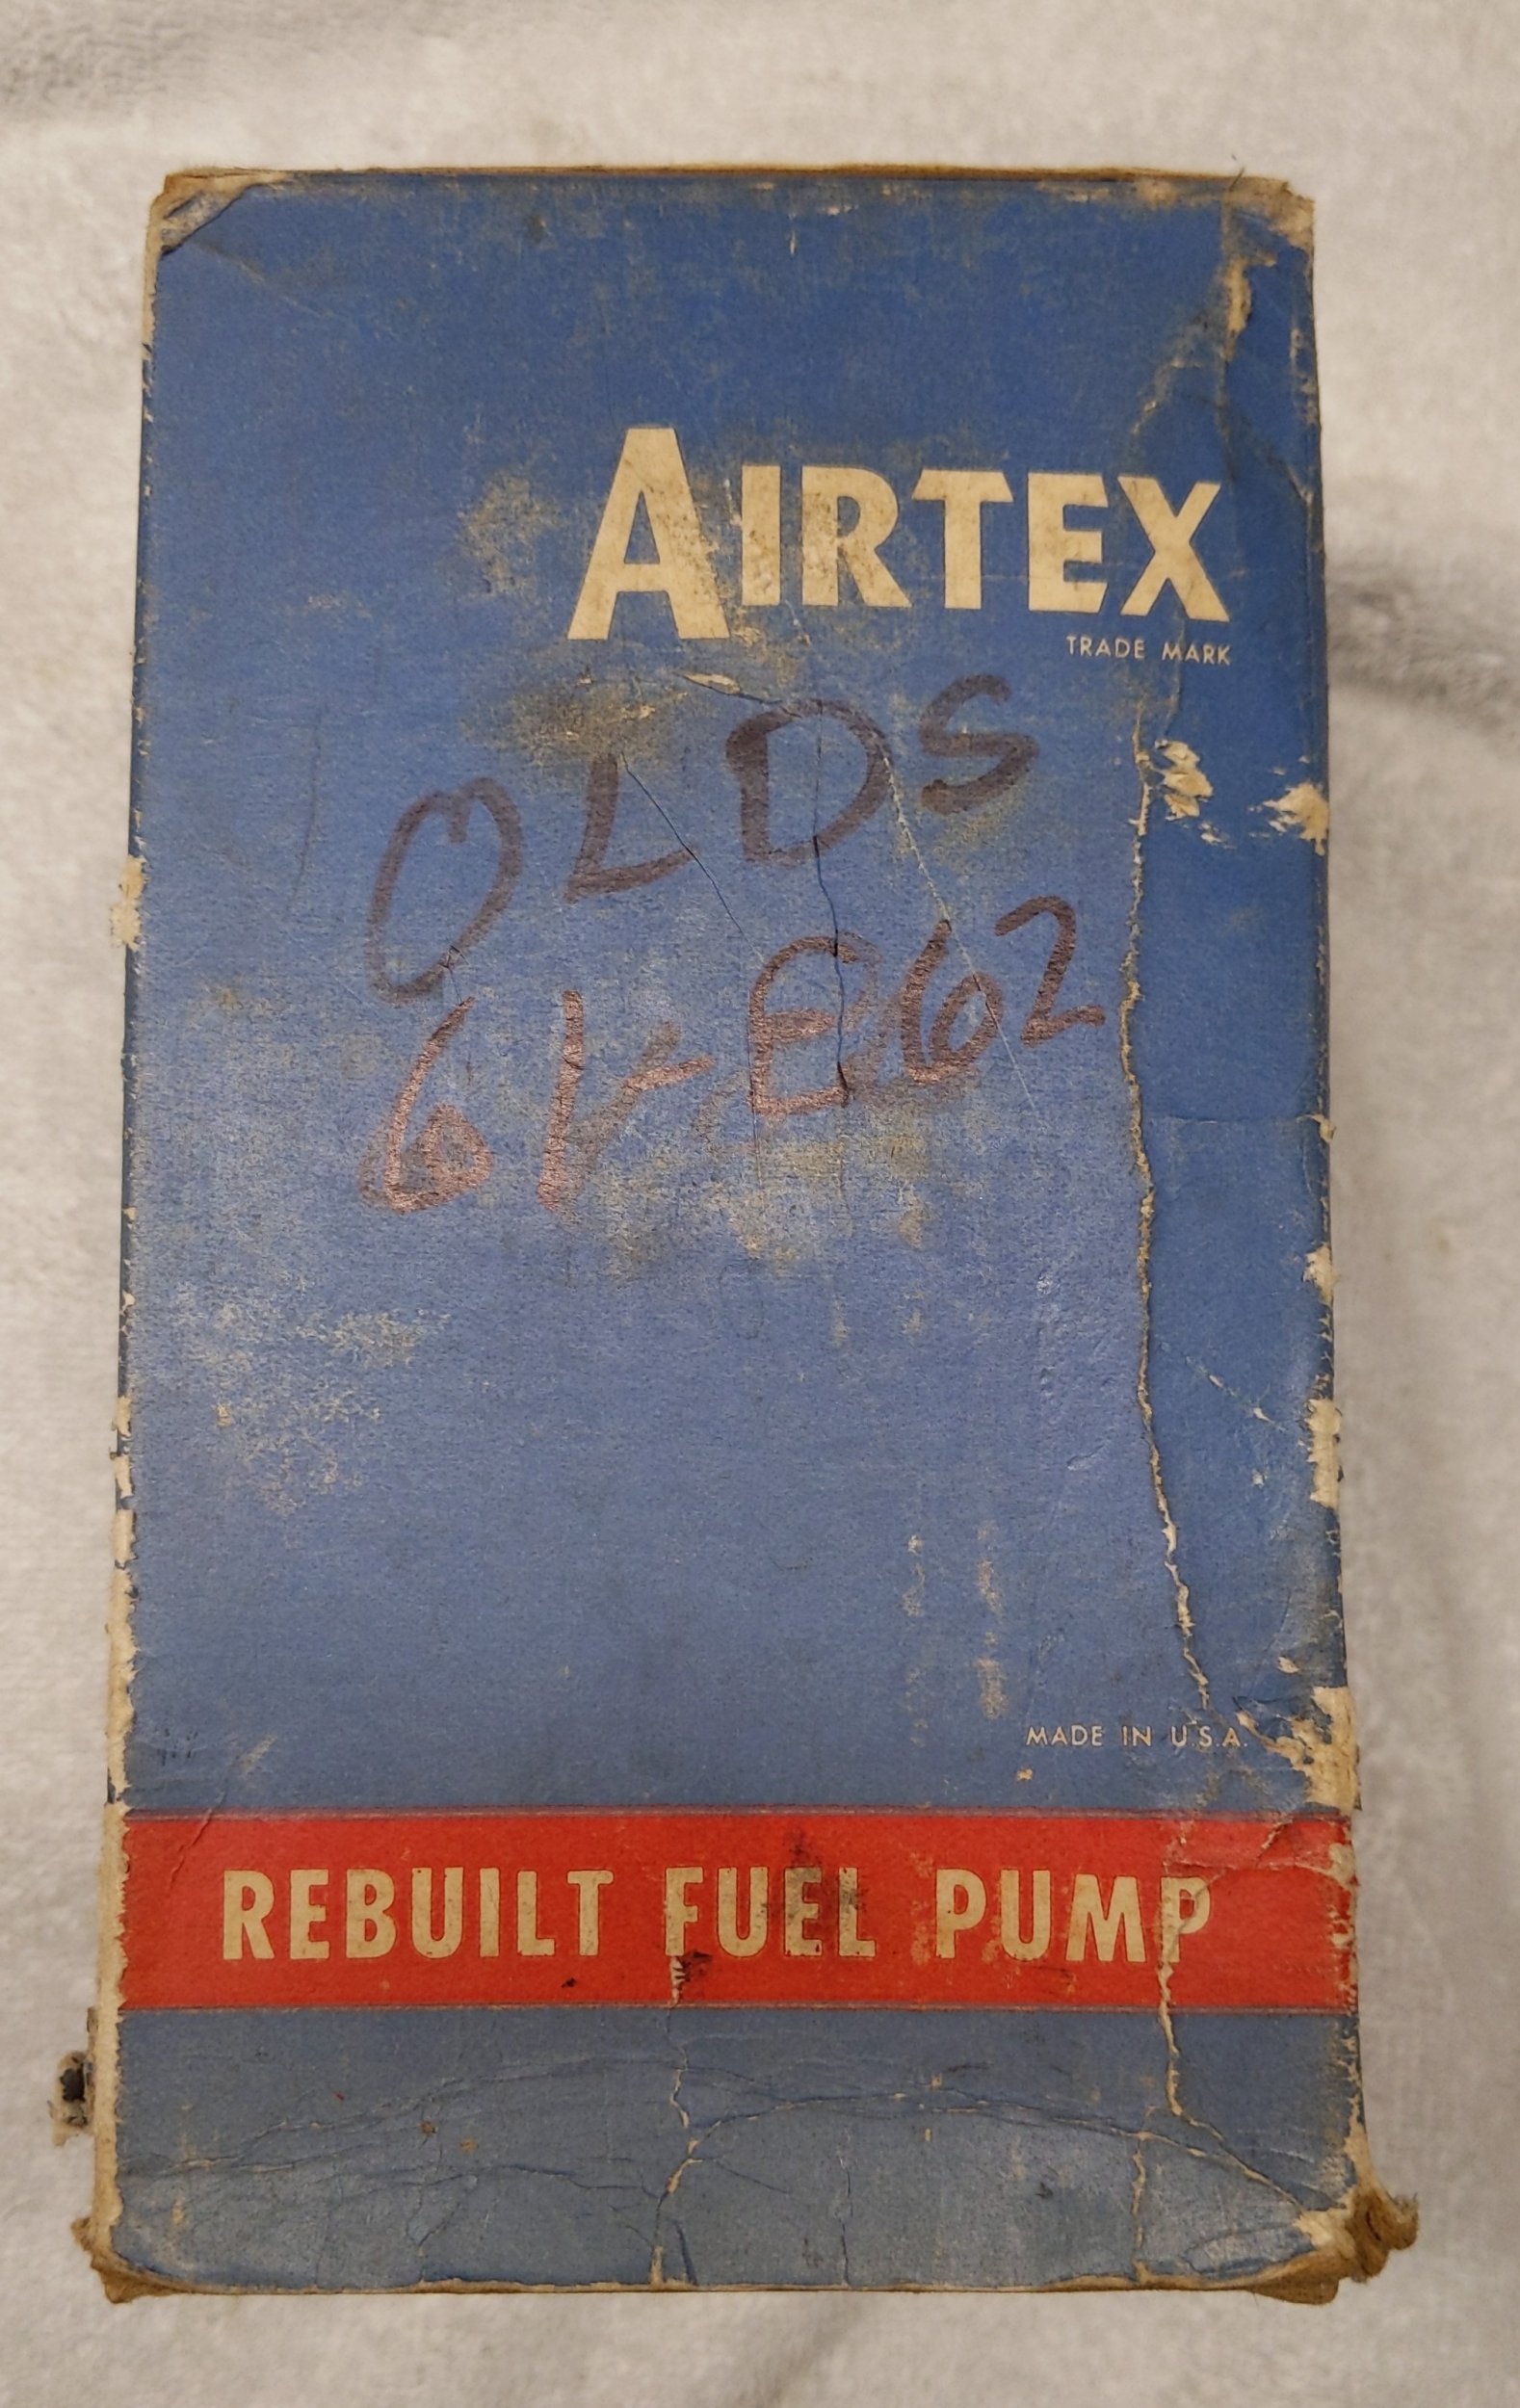 AIRTEX
TRADE MARK
OLDS
61-E62
MADE IN U.S.A.
REBUILT FUEL PUMP